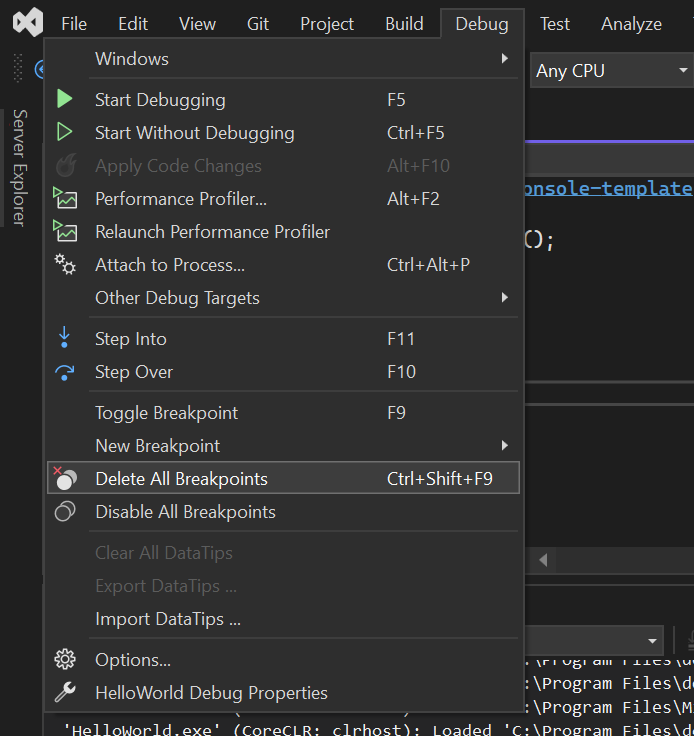 File Edit View Git Project Build Debug Test Analyze
Windows
Any CPU
Start Debugging F5
Start Without Debugging Ctrl+F5
Apply Code Changes Alt+F10
Performance Profiler... Alt+F2
onsole-template
Relaunch Performance Profiler
();
Attach to Process... Ctrl+Alt+P
Other Debug Targets
Step Into F11
Step Over F10
Toggle Breakpoint F9
New Breakpoint
Delete All Breakpoints Ctrl+Shift+F9
Disable All Breakpoints
Clear All DataTips
Export DataTips ...
Import DataTips ...
Options...
HelloWorld Debug Properties
Server Explorer
:\Program Files\do
:\Program Files\do
:\Program Files\M
'HelloWorld.exe' (CoreCLR: clrhost): Loaded 'C:\Program Files\do